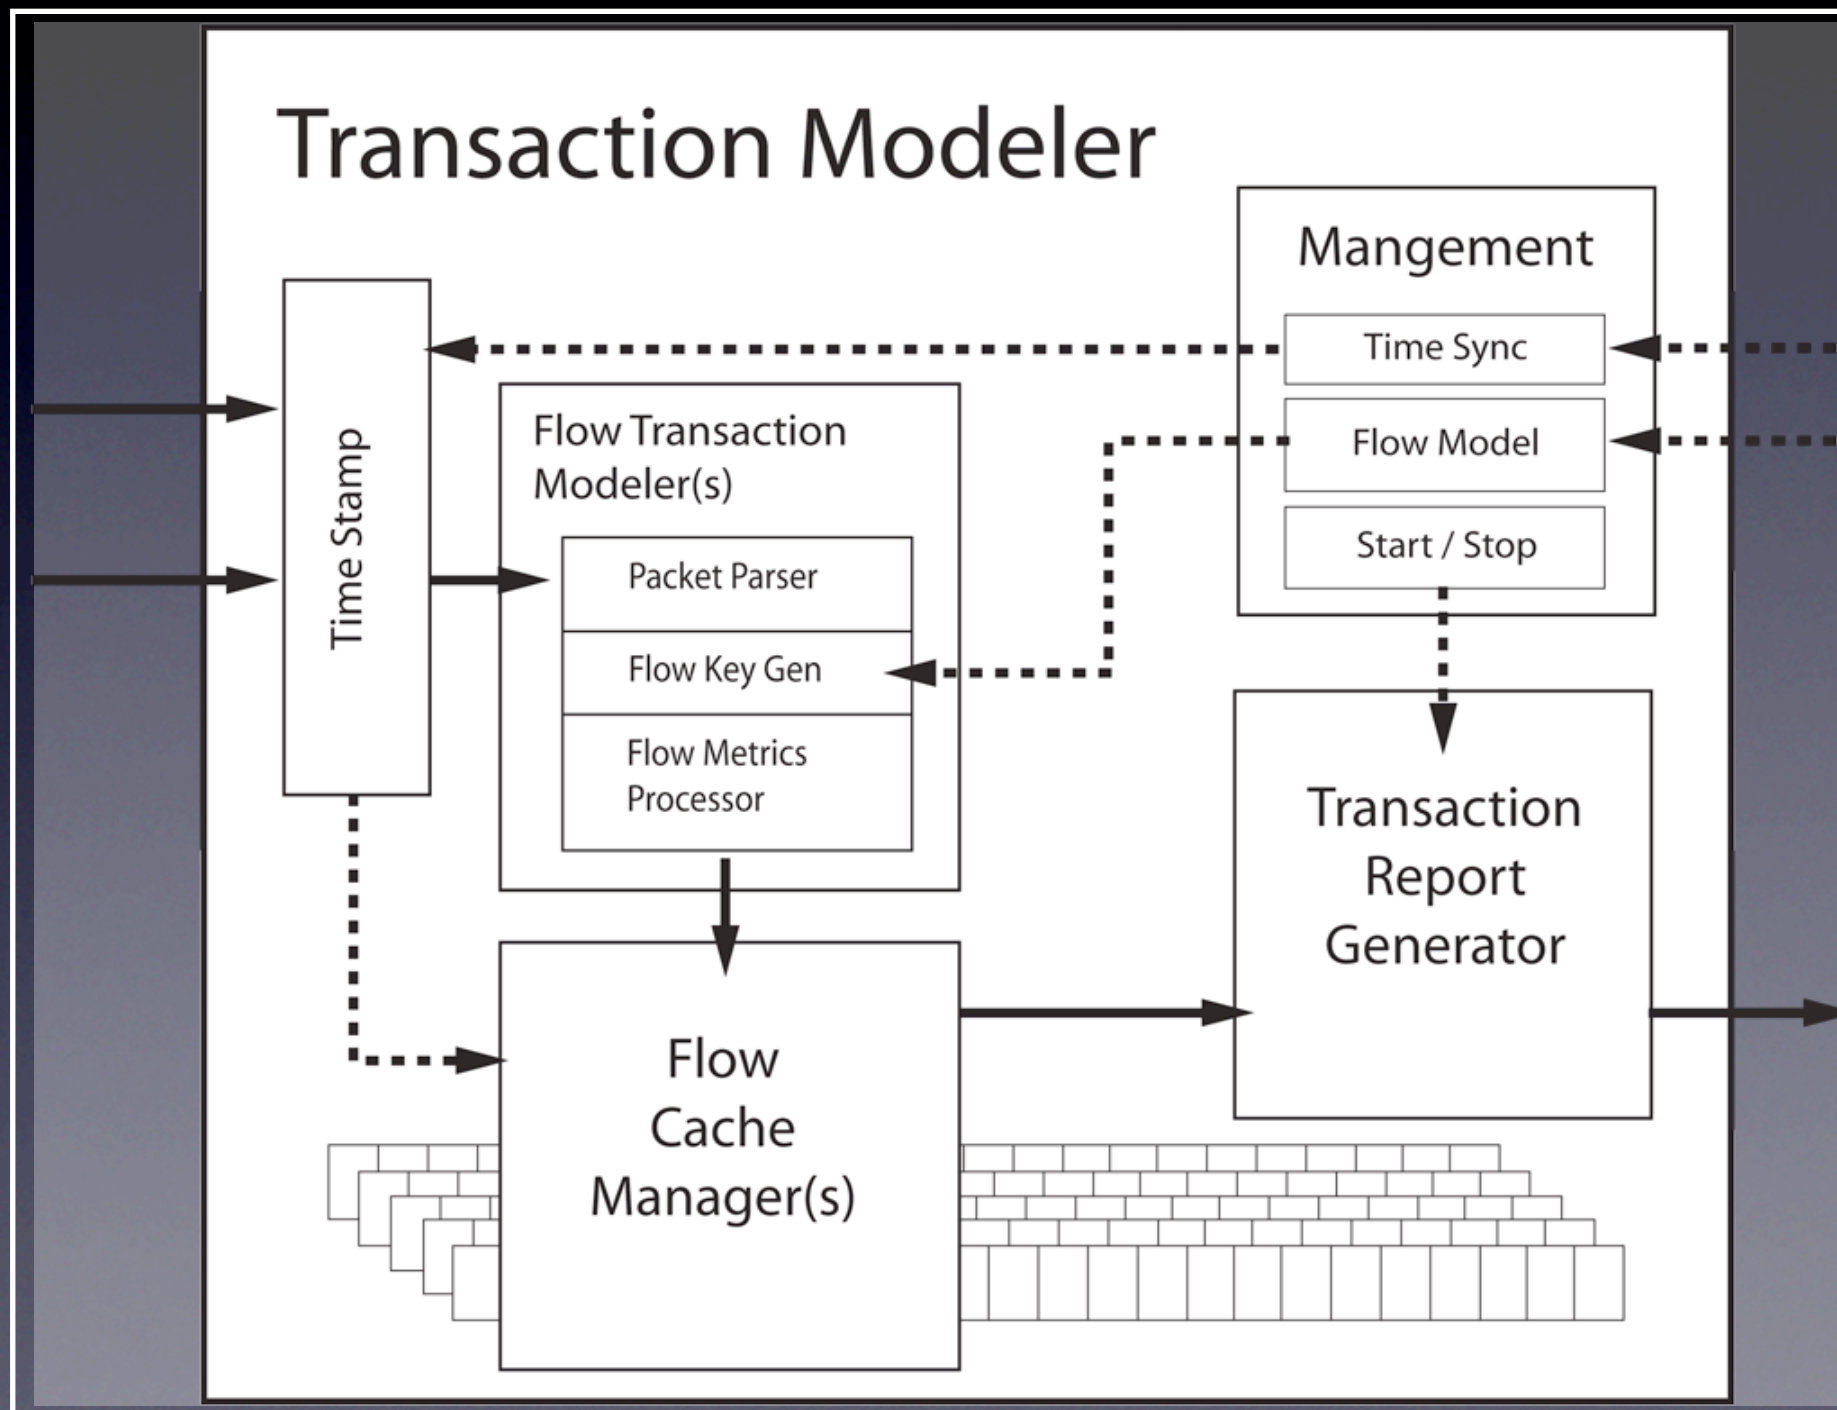 Transaction Modeler
Mangement
Time Sync
Flow Model
Start / Stop
Time Stamp
Flow Transaction
Modeler(s)
Packet Parser
Flow Key Gen
Flow Metrics
Processor
Transaction
Report
Generator
Flow
Cache
Manager(s)